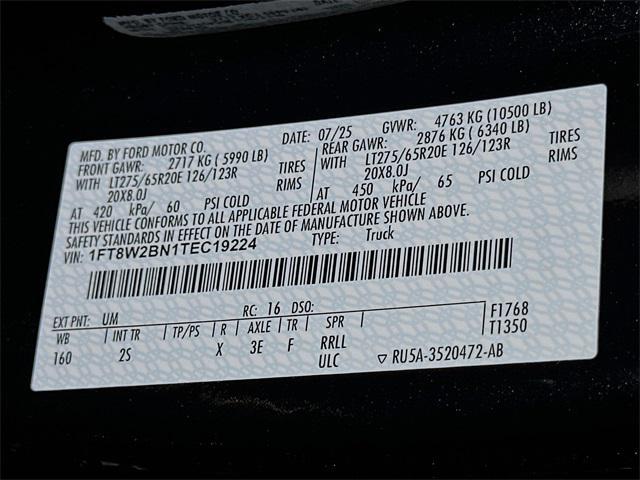 MFD. BY FORD MOTOR CO. DATE: 07/25 GVWR: 4763 KG (10500 LB)
FRONT GAWR: 2717 KG ( 5990 LB) REAR GAWR: 2876 KG ( 6340 LB)
WITH LT275/65R20E 126/123R TIRES WITH LT275/65R20E 126/123R TIRES
20X8.0J RIMS 20X8.0J RIMS
AT 420 kPa/ 60 PSI COLD AT 450 kPa/ 65 PSI COLD
THIS VEHICLE CONFORMS TO ALL APPLICABLE FEDERAL MOTOR VEHICLE
SAFETY STANDARDS IN EFFECT ON THE DATE OF MANUFACTURE SHOWN ABOVE.
VIN: 1FT8W2BN1TEC19224 TYPE: Truck
EXT PNT: UM RC: 16 DSO: F1768
WB INT TR TP/PS R AXLE TR SPR T1350
160 2S X 3E F RRLL
ULC ▽ RU5A-3520472-AB